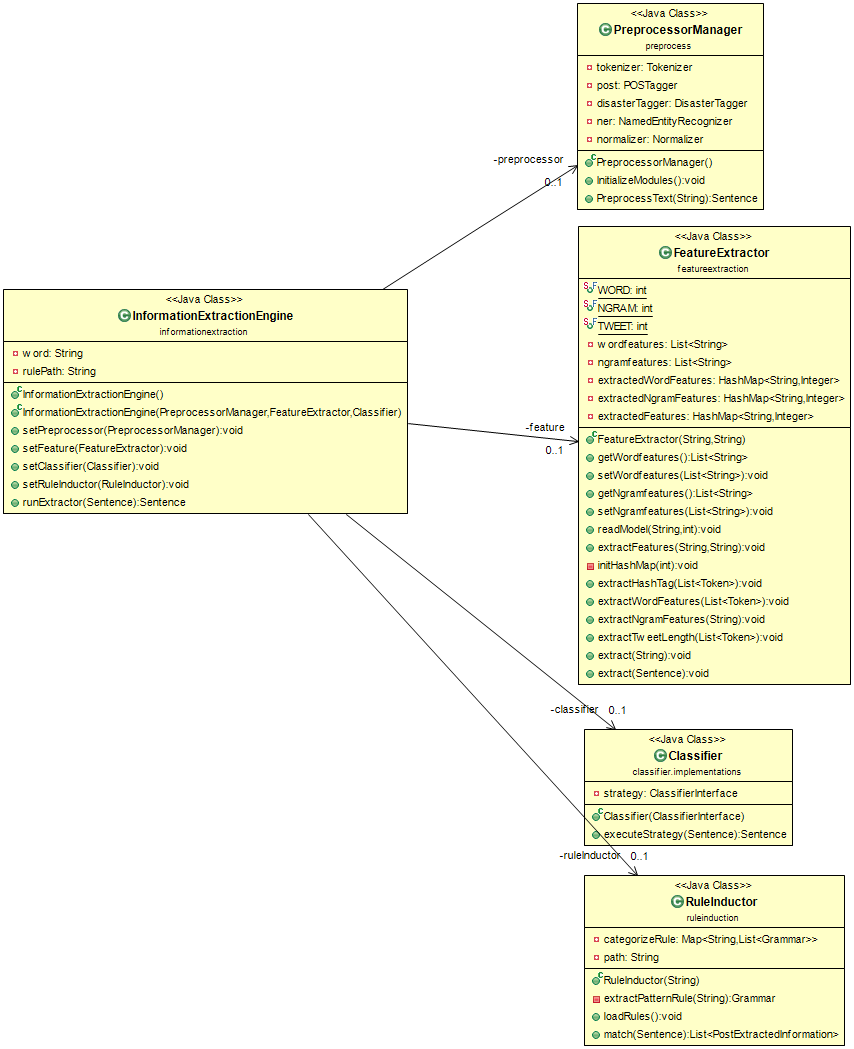 <<Java Class>>
PreprocessorManager
preprocess
tokenizer: Tokenizer
post: POSTagger
disasterTagger: DisasterTagger
ner: NamedEntityRecognizer
normalizer: Normalizer
PreprocessorManager()
InitializeModules():void
PreprocessText(String):Sentence
-preprocessor
0..1
<<Java Class>>
FeatureExtractor
featureextraction
WORD: int
NGRAM: int
TWEET: int
wordfeatures: List<String>
ngramfeatures: List<String>
extractedWordFeatures: HashMap<String,Integer>
extractedNgramFeatures: HashMap<String,Integer>
extractedFeatures: HashMap<String,Integer>
FeatureExtractor(String,String)
getWordfeatures():List<String>
setWordfeatures(List<String>):void
getNgramfeatures():List<String>
setNgramfeatures(List<String>):void
readModel(String,int):void
extractFeatures(String,String):void
initHashMap(int):void
extractHashTag(List<Token>):void
extractWordFeatures(List<Token>):void
extractNgramFeatures(String):void
extractTweetLength(List<Token>):void
extract(String):void
extract(Sentence):void
<<Java Class>>
InformationExtractionEngine
informationextraction
word: String
rulePath: String
InformationExtractionEngine()
InformationExtractionEngine(PreprocessorManager,FeatureExtractor,Classifier)
setPreprocessor(PreprocessorManager):void
setFeature(FeatureExtractor):void
setClassifier(Classifier):void
setRuleInductor(RuleInductor):void
runExtractor(Sentence):Sentence
-feature
0..1
-classifier 0..1
<<Java Class>>
Classifier
classifier.implementations
strategy: ClassifierInterface
Classifier(ClassifierInterface)
executeStrategy(Sentence):Sentence
-ruleInductor 0..1
<<Java Class>>
RuleInductor
ruleinduction
categorizeRule: Map<String,List<Grammar>>
path: String
RuleInductor(String)
extractPatternRule(String):Grammar
loadRules():void
match(Sentence):List<PostExtractedInformation>